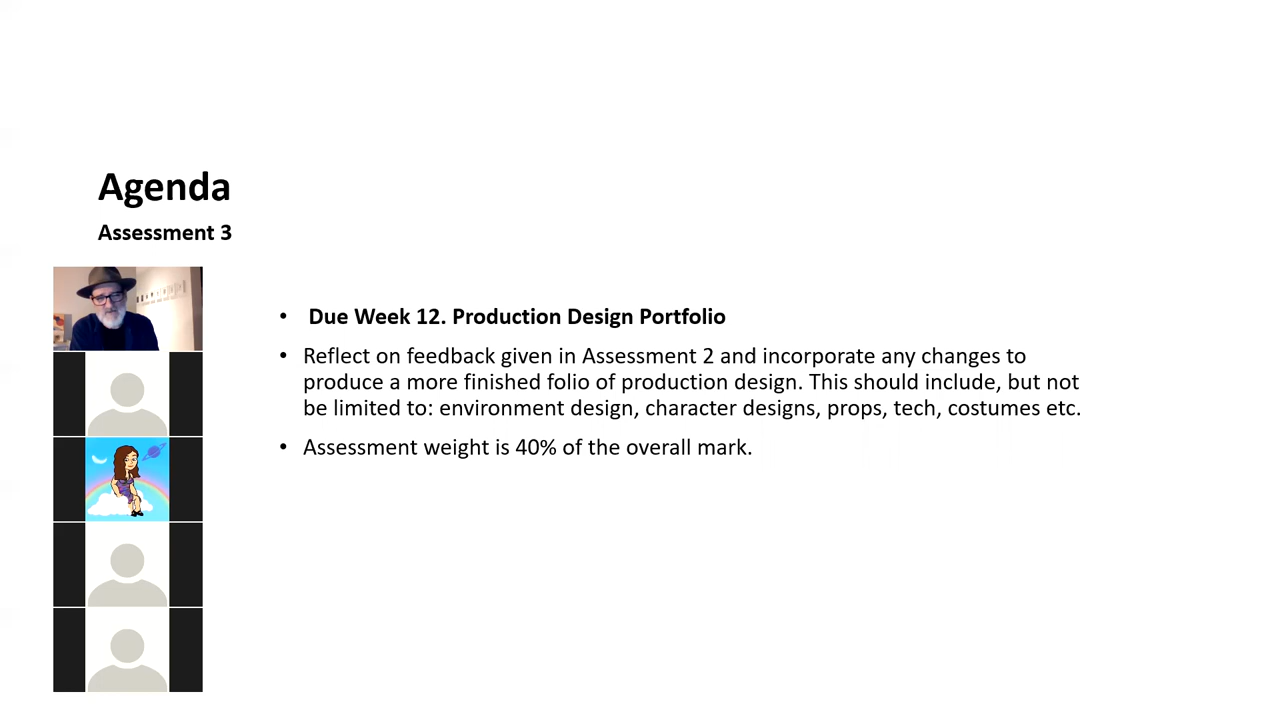 Agenda
Assessment 3
• Due Week 12. Production Design Portfolio
• Reflect on feedback given in Assessment 2 and incorporate any changes to
produce a more finished folio of production design. This should include, but not
be limited to: environment design, character designs, props, tech, costumes etc.
• Assessment weight is 40% of the overall mark.